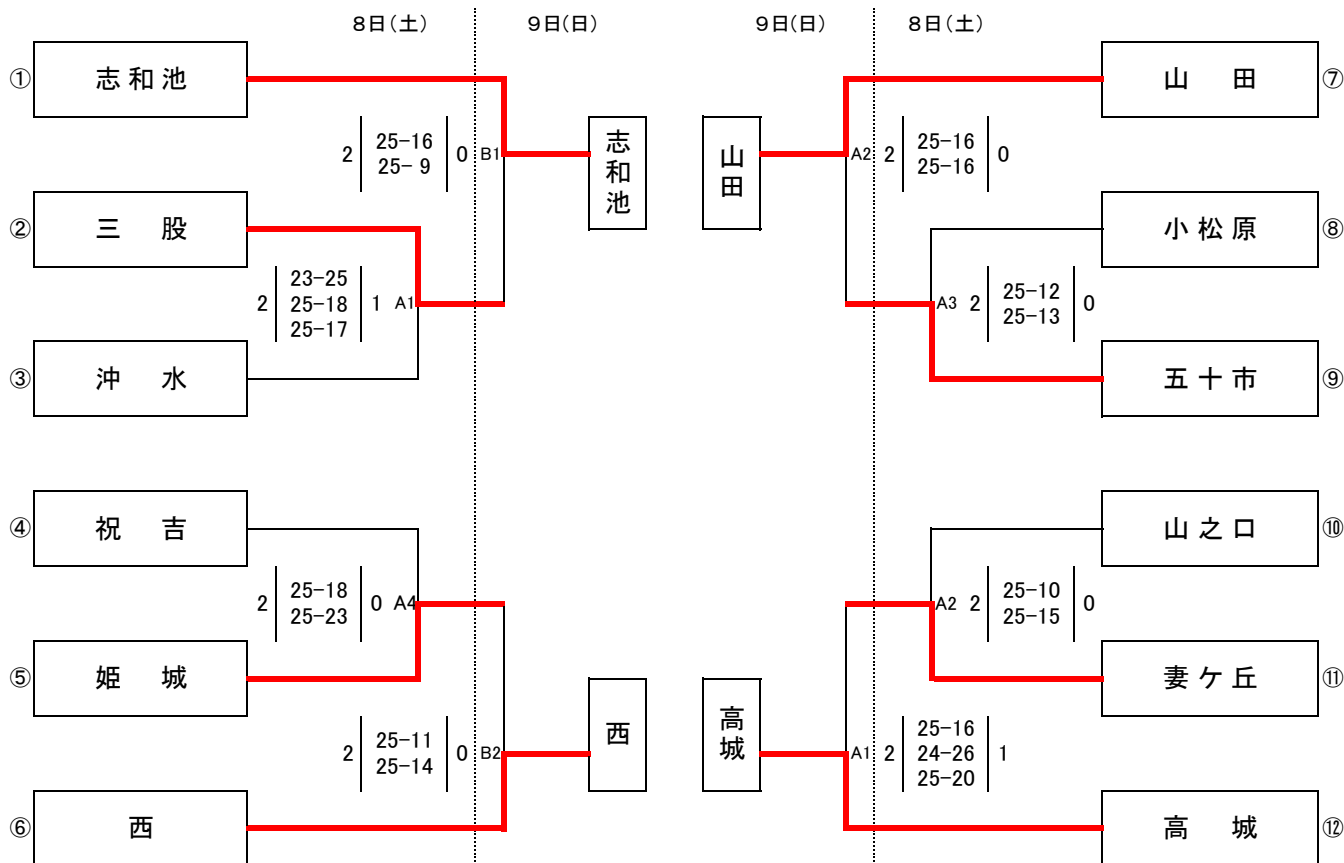 8日(土) 9日(日) 9日(日) 8日(土)
① 志和池 山 田 ⑦
2 25-16 25-9 0 B1 志和池 山田 A2 2 25-16 25-16 0
② 三 股 小松原 ⑧
2 23-25 25-18 25-17 1 A1 A3 2 25-12 25-13 0
③ 沖 水 五十市 ⑨
④ 祝 吉 山之口 ⑩
2 25-18 25-23 0 A4 A2 2 25-10 25-15 0
⑤ 姫 城 妻ケ丘 ⑪
2 25-11 25-14 0 B2 西 高城 A1 2 25-16 24-26 25-20 1
⑥ 西 高 城 ⑫